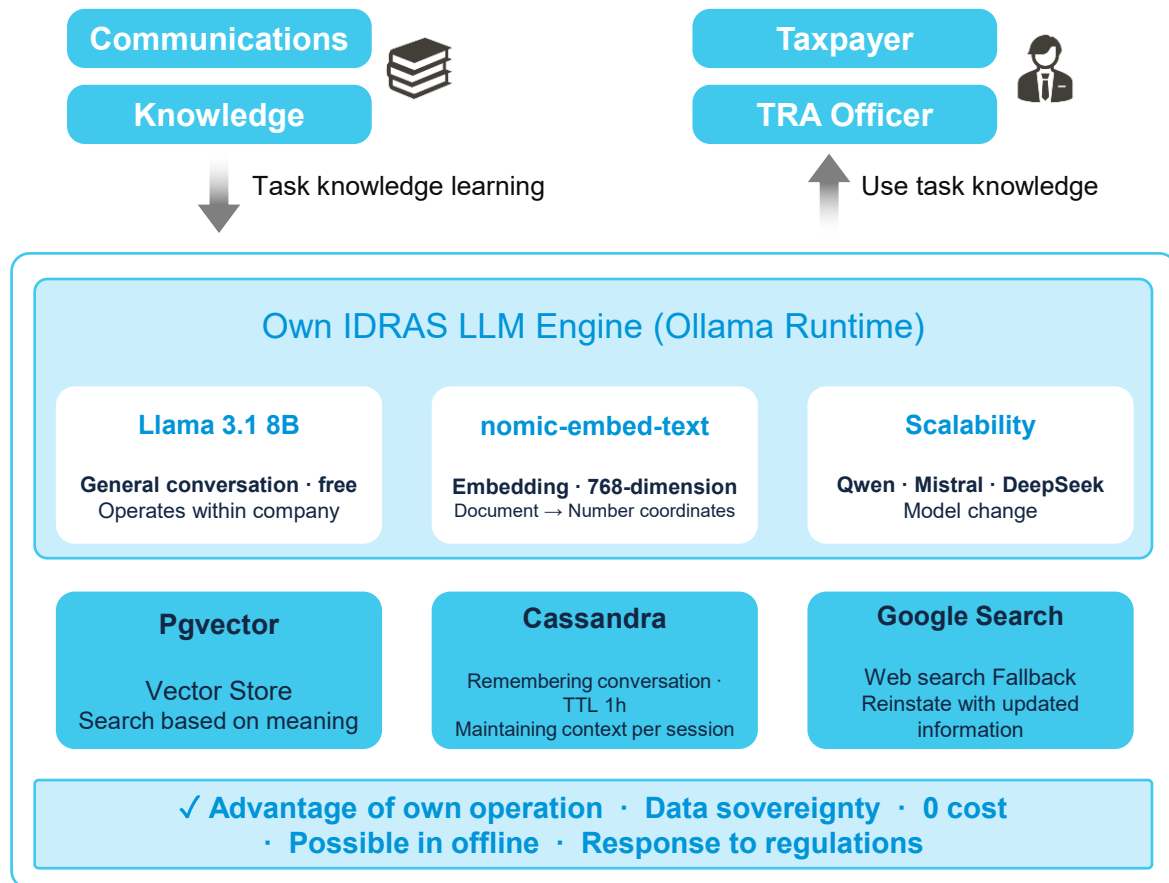 Communications
Knowledge
Taxpayer
TRA Officer
Task knowledge learning
Use task knowledge
Own IDRAS LLM Engine (Ollama Runtime)
Llama 3.1 8B
General conversation · free
Operates within company
nomic-embed-text
Embedding · 768-dimension
Document → Number coordinates
Scalability
Qwen · Mistral · DeepSeek
Model change
Pgvector
Vector Store
Search based on meaning
Cassandra
Remembering conversation ·
TTL 1h
Maintaining context per session
Google Search
Web search Fallback
Reinstate with updated
information
✓ Advantage of own operation · Data sovereignty · 0 cost
· Possible in offline · Response to regulations